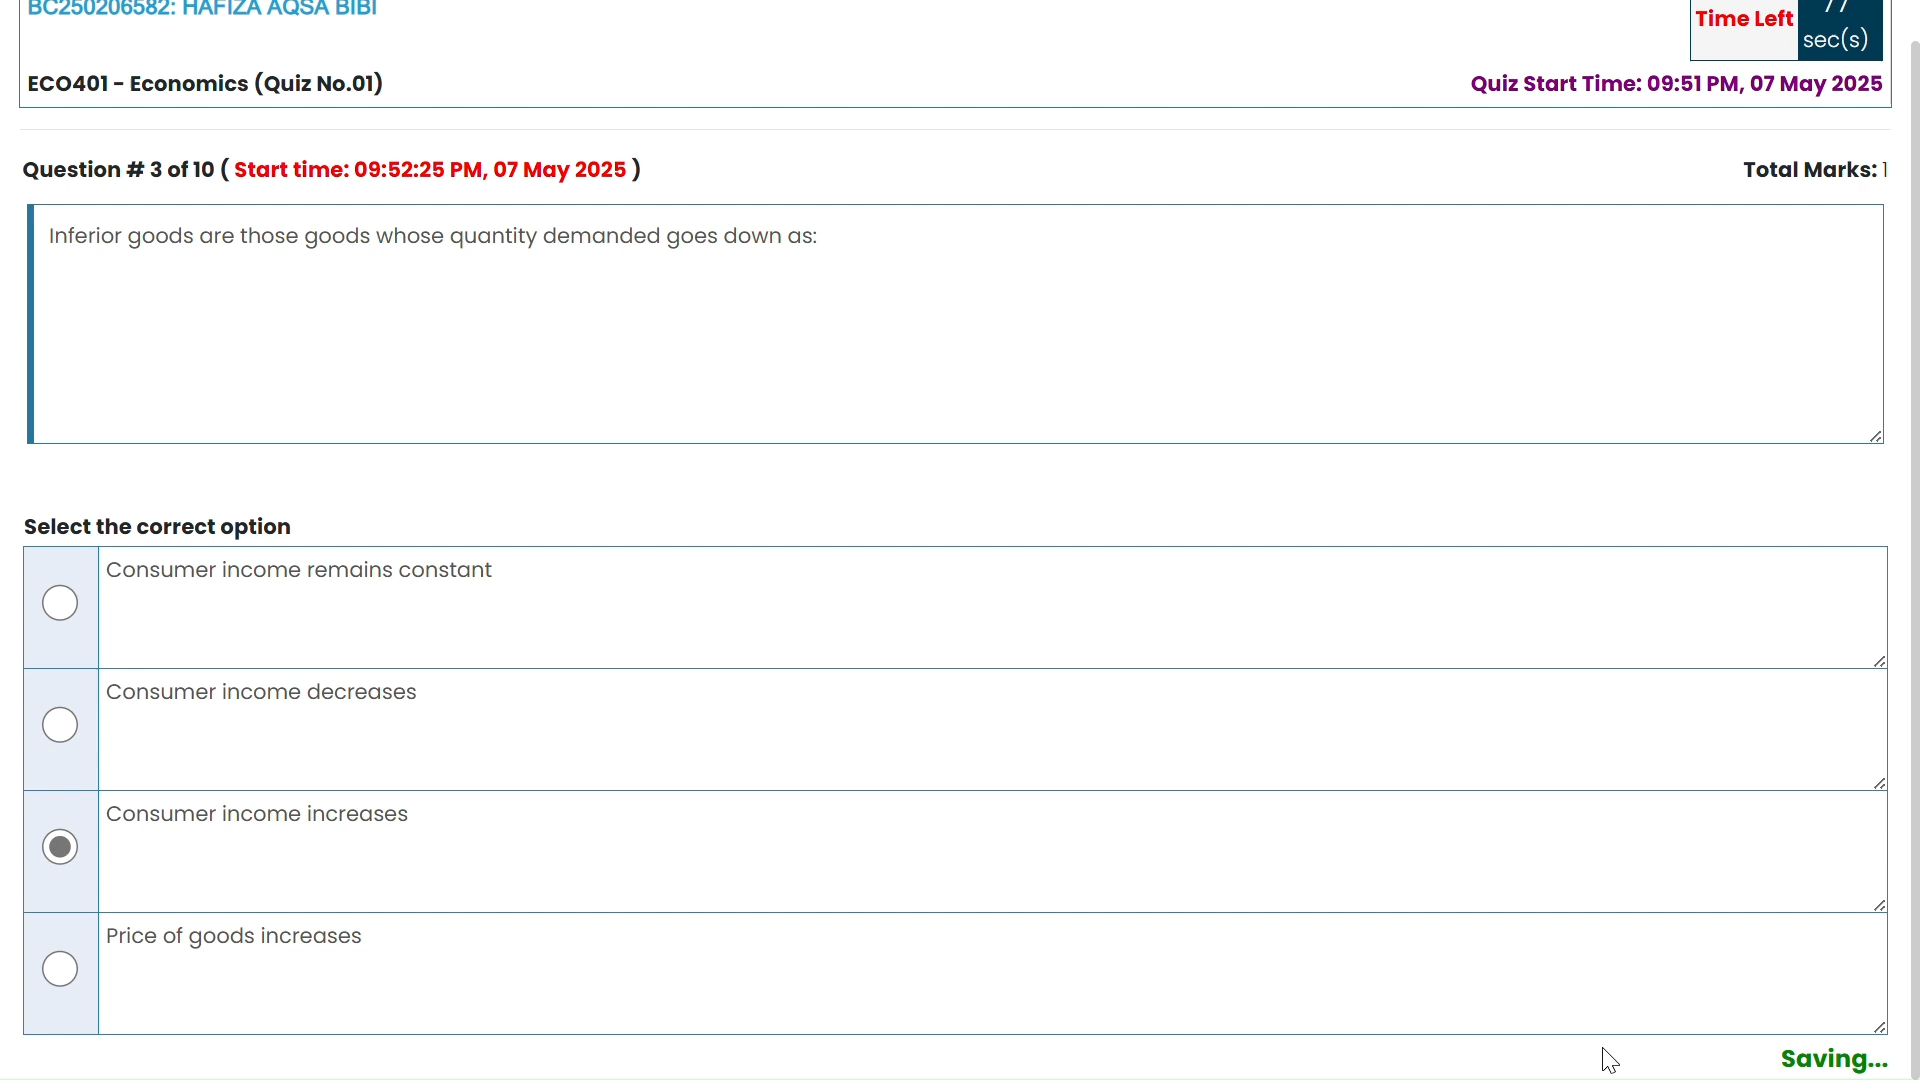 BC250206582: HAFIZA AQSA BIBI
Time Left
77
sec(s)
ECO401 - Economics (Quiz No.01)
Quiz Start Time: 09:51 PM, 07 May 2025
Question # 3 of 10 ( Start time: 09:52:25 PM, 07 May 2025 )
Total Marks: 1
Inferior goods are those goods whose quantity demanded goes down as:
Select the correct option
Consumer income remains constant
Consumer income decreases
Consumer income increases
Price of goods increases
Saving...